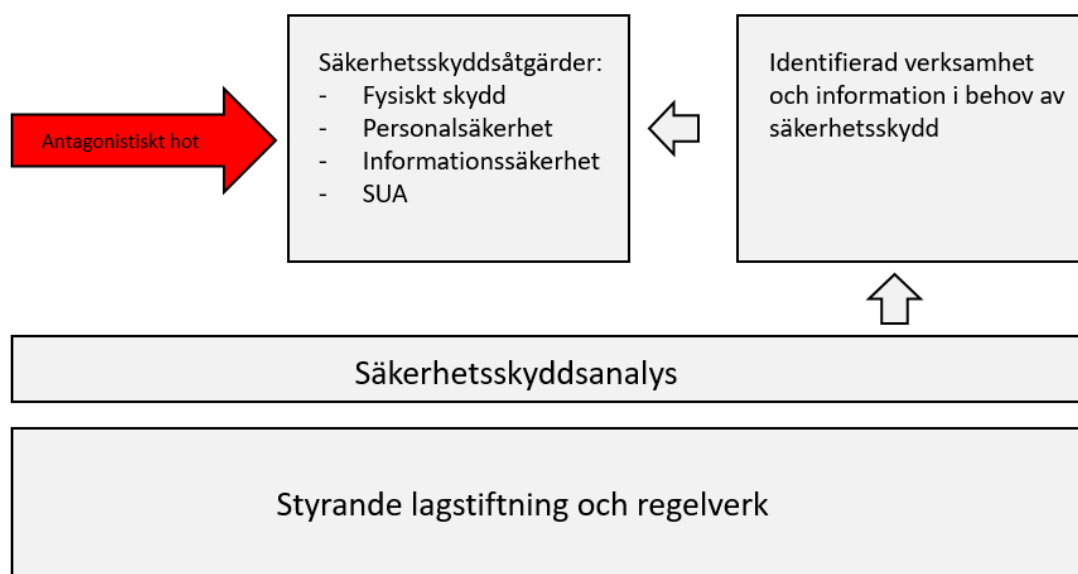 Antagonistiskt hot
Säkerhetsskyddsåtgärder:
- Fysiskt skydd
- Personalsäkerhet
- Informationssäkerhet
- SUA
Identifierad verksamhet
och information i behov av
säkerhetsskydd
Säkerhetsskyddsanalys
Styrande lagstiftning och regelverk